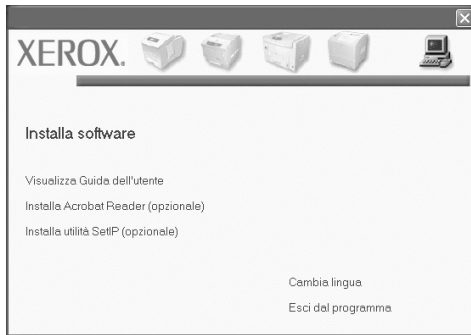 XEROX.
Installa software
Visualizza Guida dell'utente
Installa Acrobat Reader (opzionale)
Installa utilità SetIP (opzionale)
Cambia lingua
Esci dal programma